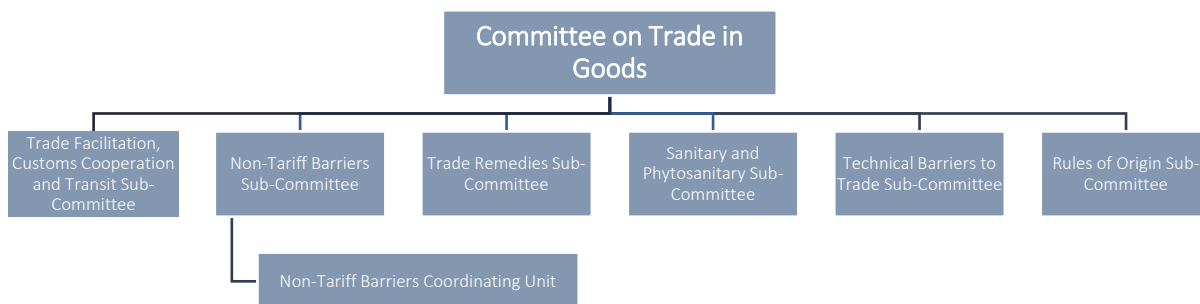 Committee on Trade in
Goods
Trade Facilitation,
Customs Cooperation
and Transit Sub-
Committee
Non-Tariff Barriers
Sub-Committee
Trade Remedies Sub-
Committee
Sanitary and
Phytosanitary Sub-
Committee
Technical Barriers to
Trade Sub-Committee
Rules of Origin Sub-
Committee
Non-Tariff Barriers Coordinating Unit